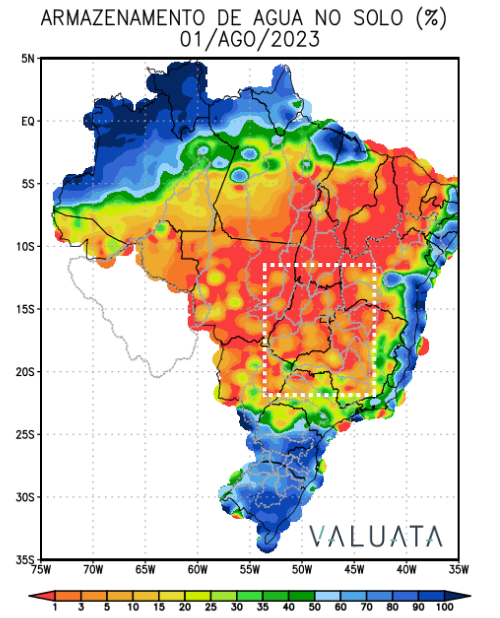 ARMAZENAMENTO DE AGUA NO SOLO (%)
01/AGO/2023
5N
EQ
5S
10S
15S
20S
25S
30S
35S
VALUATA
75W 70W 65W 60W 55W 50W 45W 40W 35W
1 3 5 10 15 20 25 30 35 40 50 60 70 80 90 100